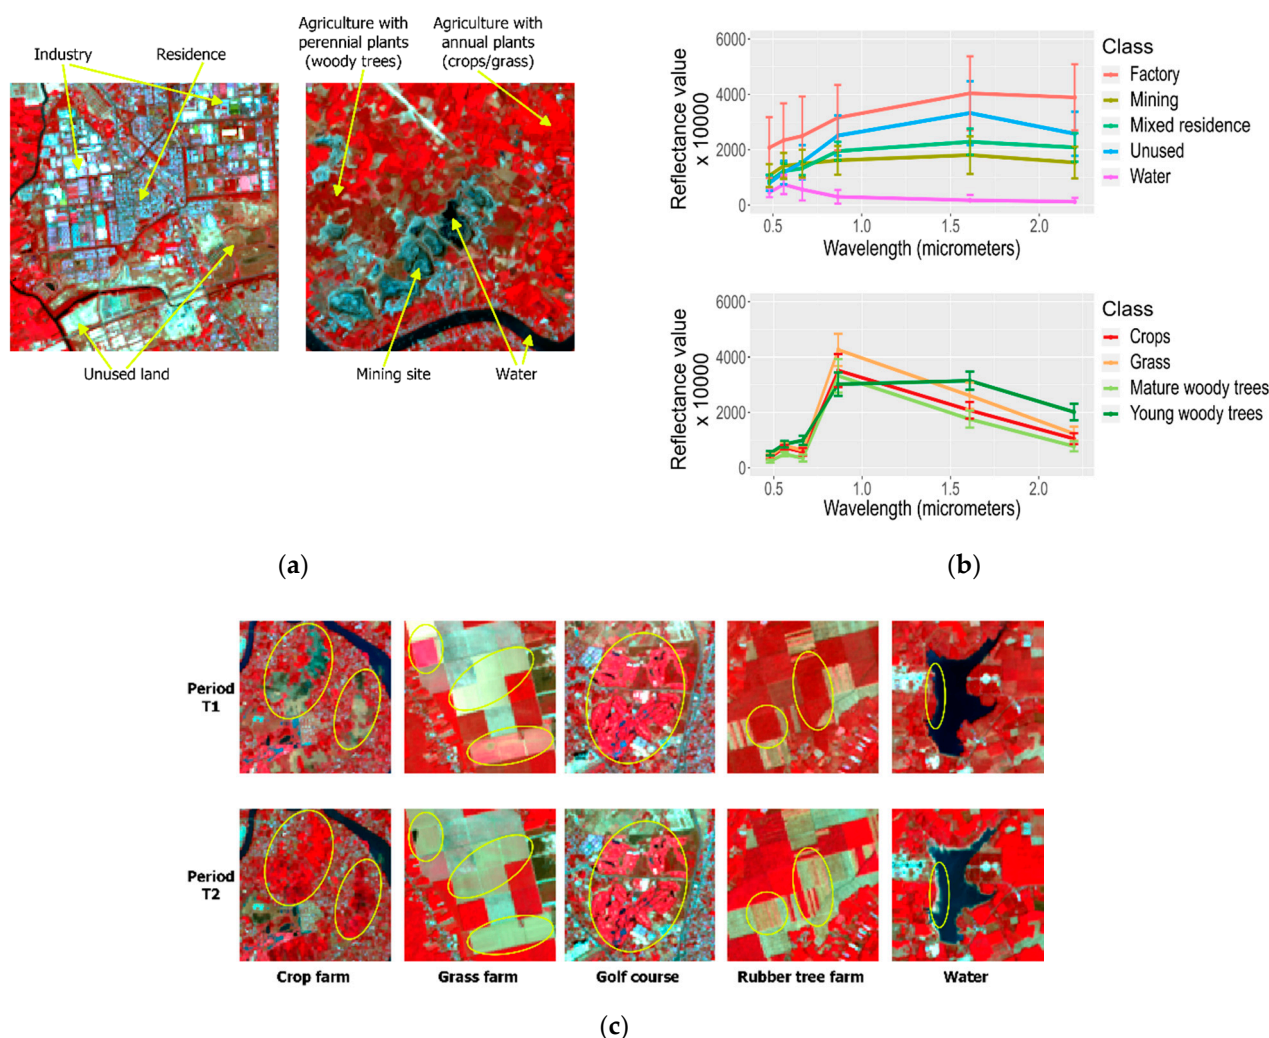 Industry
Residence
Agriculture with
perennial plants
(woody trees)
Agriculture with
annual plants
(crops/grass)
Unused land
Mining site
Water
(a)
Reflectance value
x 10000
6000
4000
2000
0
0.5
1.0
1.5
2.0
Wavelength (micrometers)
Class
Factory
Mining
Mixed residence
Unused
Water
Reflectance value
x 10000
6000
4000
2000
0
0.5
1.0
1.5
2.0
Wavelength (micrometers)
Class
Crops
Grass
Mature woody trees
Young woody trees
(b)
Period
T1
Period
T2
Crop farm
Grass farm
Golf course
Rubber tree farm
Water
(c)